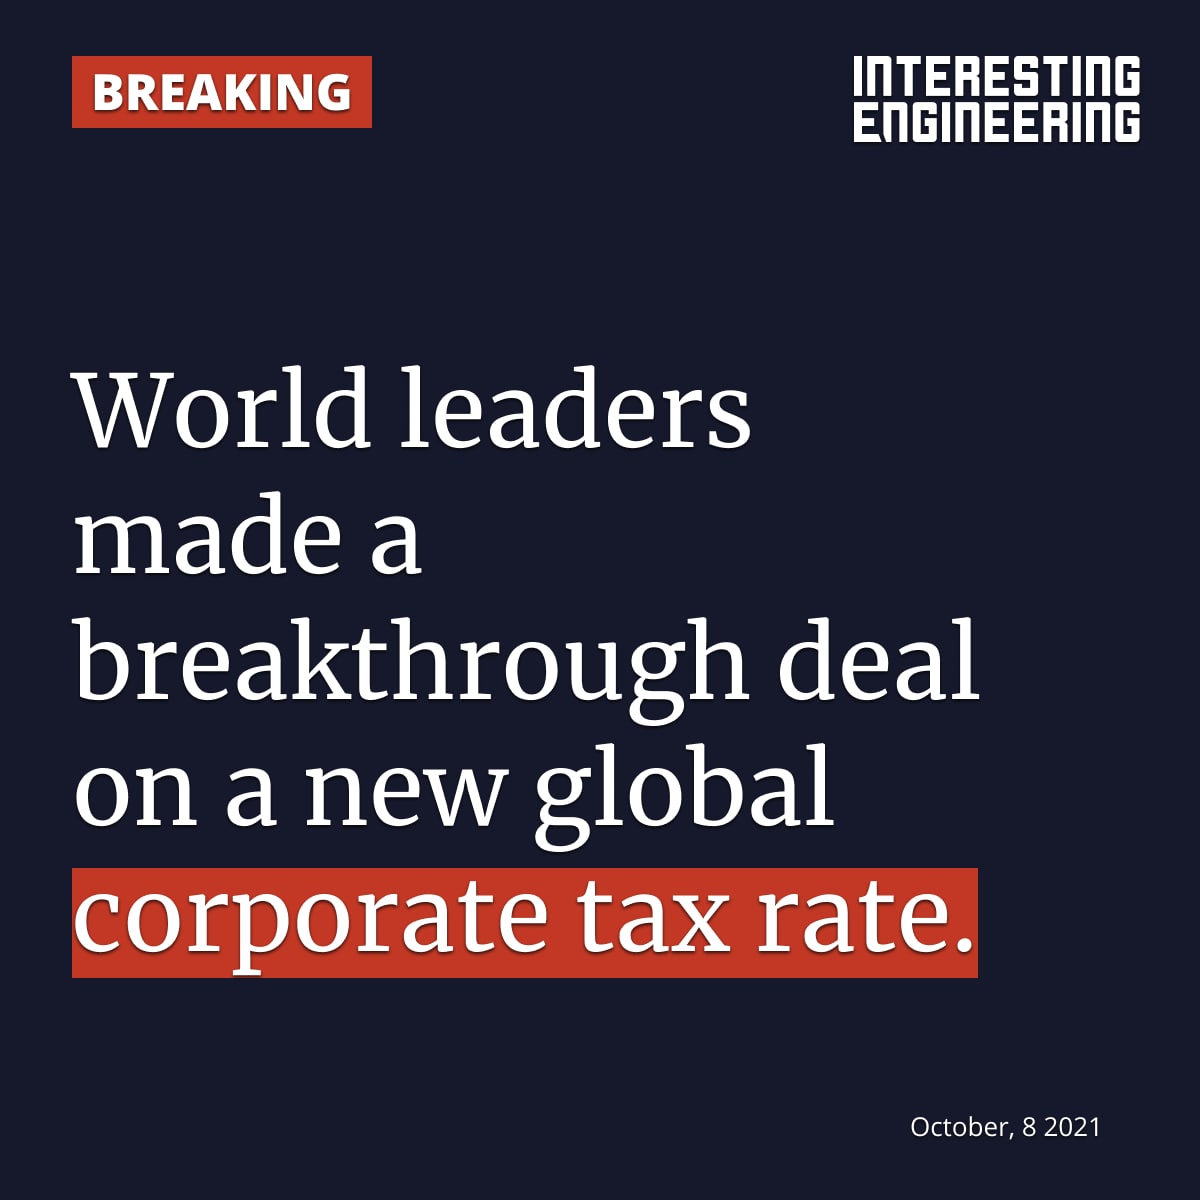 BREAKING
INTERESTING
ENGINEERING
World leaders
made a
breakthrough deal
on a new global
corporate tax rate.
October, 8 2021